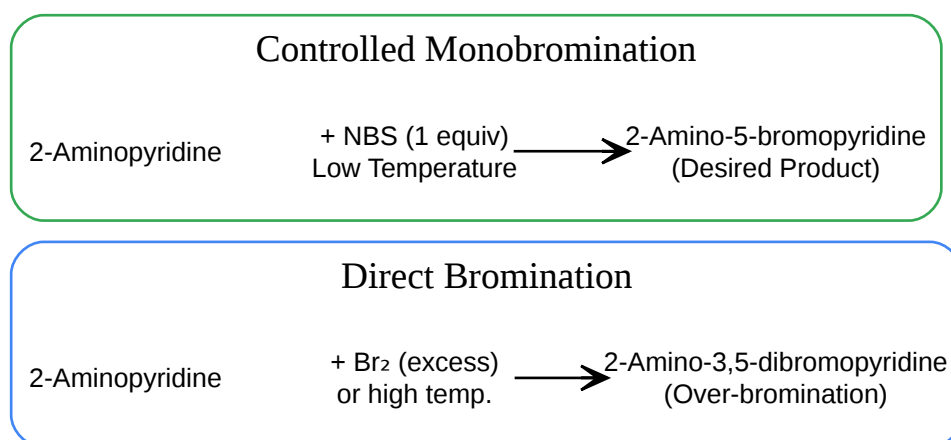 Controlled Monobromination
2-Aminopyridine
+ NBS (1 equiv)
Low Temperature
2-Amino-5-bromopyridine
(Desired Product)
Direct Bromination
2-Aminopyridine
+ Br₂ (excess)
or high temp.
2-Amino-3,5-dibromopyridine
(Over-bromination)